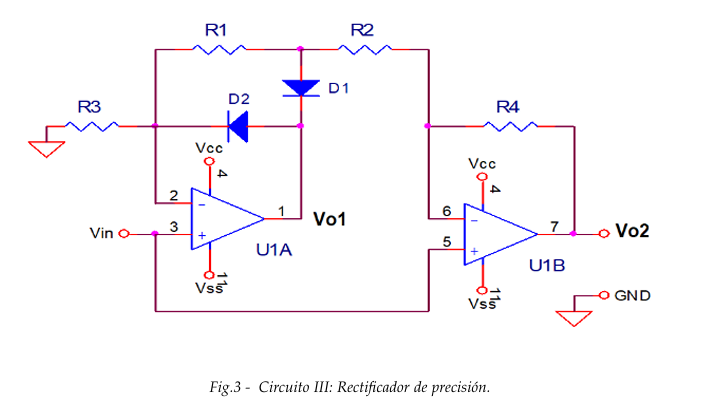 R1
R2
D1
R3
D2
R4
Vcc
4
Vcc
4
2
-
1
Vo1
6
-
Vin
3
+
7
Vo2
5
+
U1A
U1B
11
Vss
11
Vss
GND
Fig.3 - Circuito III: Rectificador de precisión.